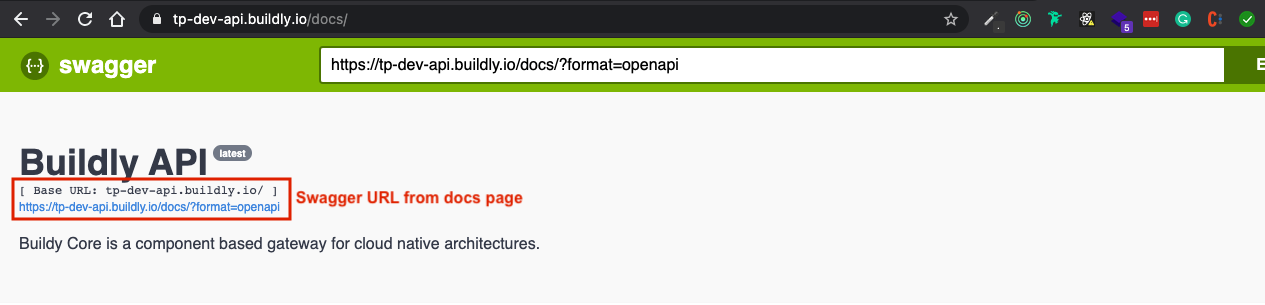 tp-dev-api.buildly.io/docs/
5
{··}
swagger
https://tp-dev-api.buildly.io/docs/?format=openapi
E
Buildly API latest
[ Base URL: tp-dev-api.buildly.io/ ]
https://tp-dev-api.buildly.io/docs/?format=openapi
Swagger URL from docs page
Buidy Core is a component based gateway for cloud native architectures.